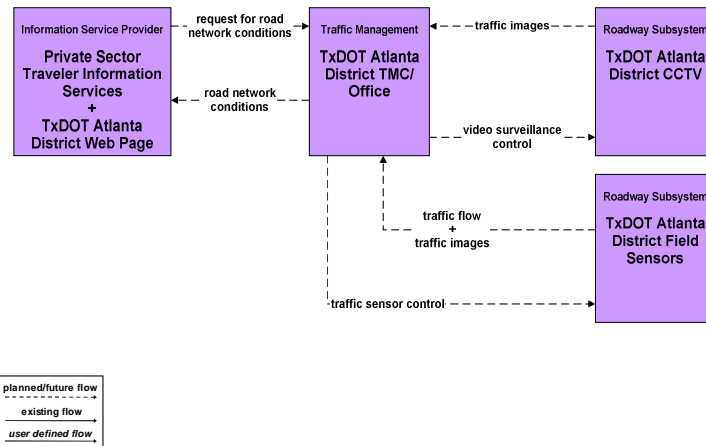 Information Service Provider
Private Sector
Traveler Information
Services
+
TxDOT Atlanta
District Web Page
request for road
network conditions
road network
conditions
Traffic Management
TxDOT Atlanta
District TMC/
Office
traffic images
video surveillance
control
Roadway Subsystem
TxDOT Atlanta
District CCTV
traffic flow
+
traffic images
traffic sensor control
Roadway Subsystem
TxDOT Atlanta
District Field
Sensors
planned/future flow
existing flow
user defined flow